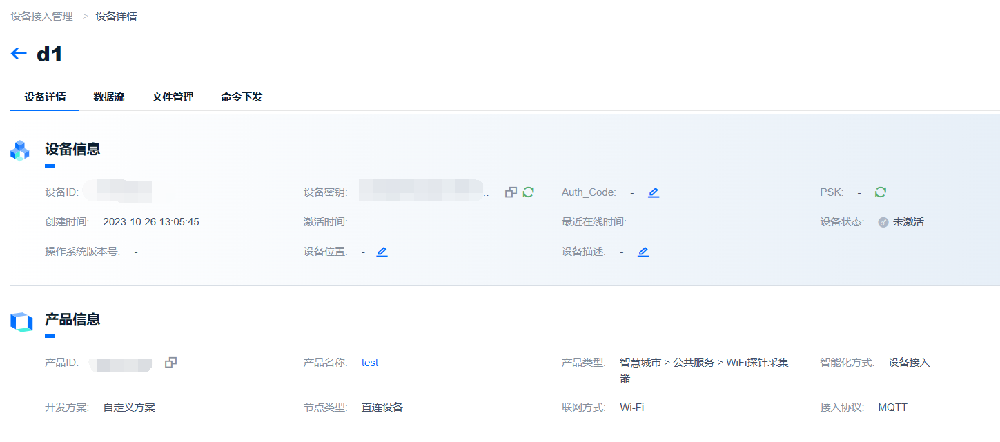 设备接入管理 > 设备详情
d1
设备详情 数据流 文件管理 命令下发
设备信息
设备ID: 设备密钥: .. Auth_Code: - PSK: -
创建时间: 2023-10-26 13:05:45 激活时间: - 最近在线时间: - 设备状态: 未激活
操作系统版本号: - 设备位置: - 设备描述: -
产品信息
产品ID: 产品名称: test 产品类型: 智慧城市 > 公共服务 > WiFi探针采集 智能化方式: 设备接入
器
开发方案: 自定义方案 节点类型: 直连设备 联网方式: Wi-Fi 接入协议: MQTT